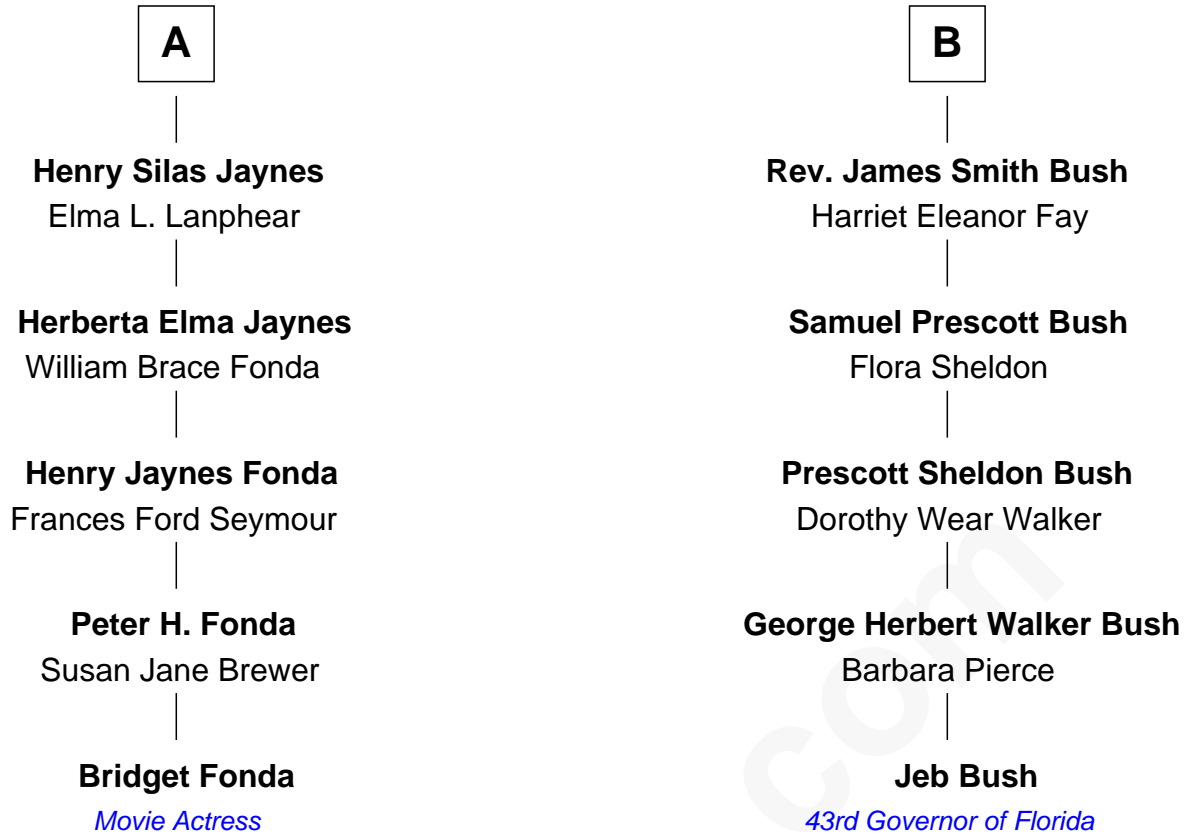 A
Henry Silas Jaynes
Elma L. Lanphear
Herberta Elma Jaynes
William Brace Fonda
Henry Jaynes Fonda
Frances Ford Seymour
Peter H. Fonda
Susan Jane Brewer
Bridget Fonda
Movie Actress
B
Rev. James Smith Bush
Harriet Eleanor Fay
Samuel Prescott Bush
Flora Sheldon
Prescott Sheldon Bush
Dorothy Wear Walker
George Herbert Walker Bush
Barbara Pierce
Jeb Bush
43rd Governor of Florida
com